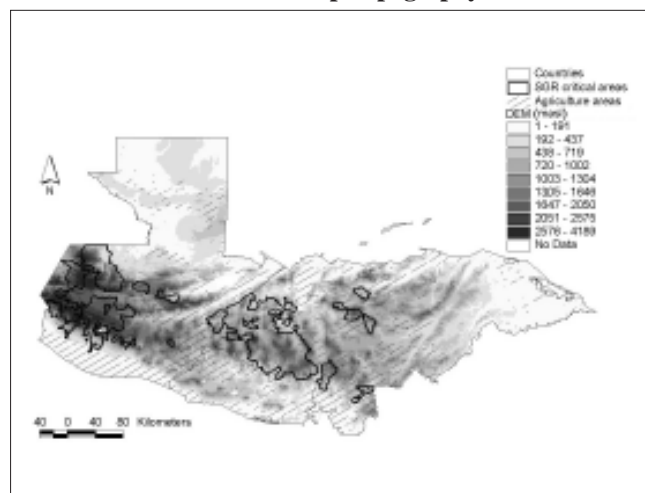 Countries
SGR critical areas
Agriculture areas
DEM (masl)
1 - 191
192 - 437
438 - 719
720 - 1002
1003 - 1304
1305 - 1646
1647 - 2050
2051 - 2575
2576 - 4189
No Data
N
40 0 40 80 Kilometers